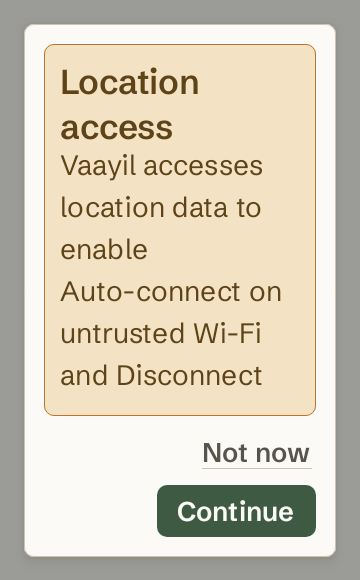 Location
access
Vaayil accesses
location data to
enable
Auto-connect on
untrusted Wi-Fi
and Disconnect
Not now
Continue